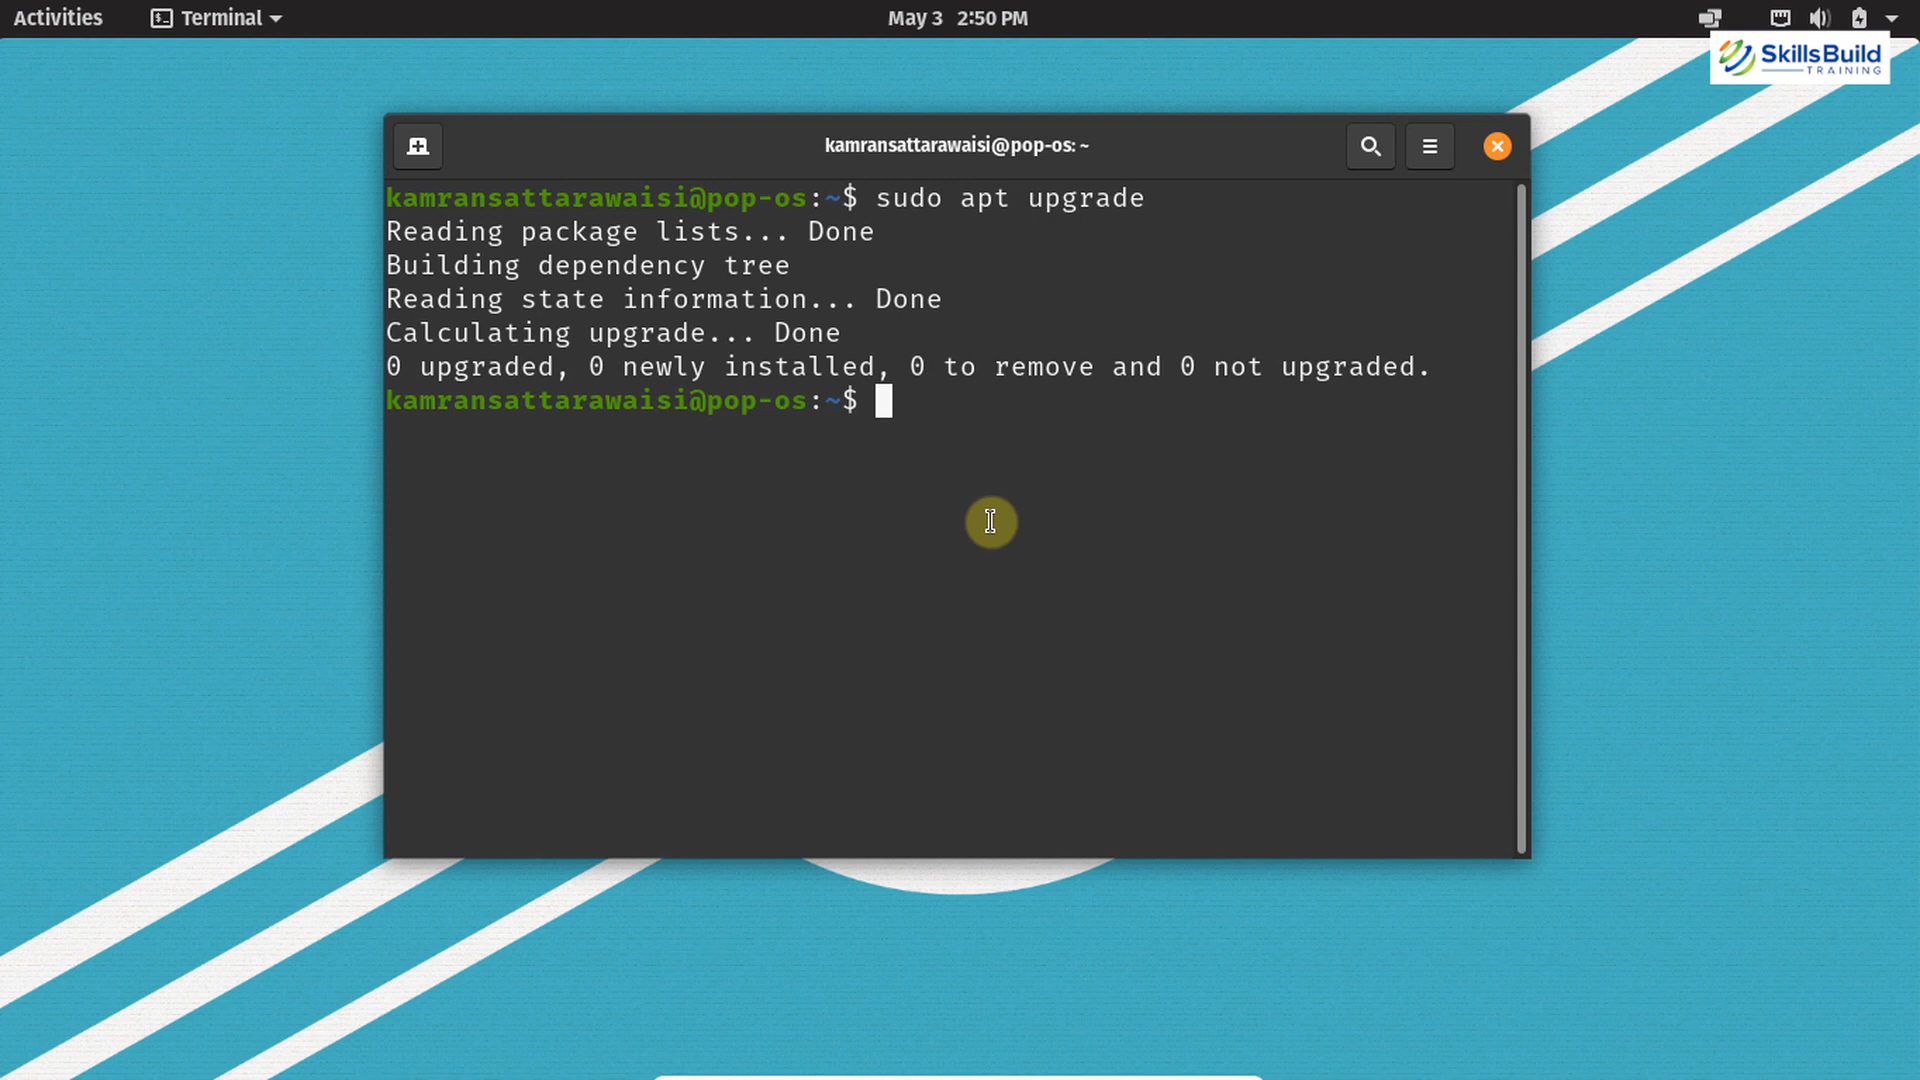 Activities Terminal May 3 2:50 PM
SkillsBuild
TRAINING
kamransattarawaisi@pop-os: ~
kamransattarawaisi@pop-os:~$ sudo apt upgrade
Reading package lists... Done
Building dependency tree
Reading state information... Done
Calculating upgrade... Done
0 upgraded, 0 newly installed, 0 to remove and 0 not upgraded.
kamransattarawaisi@pop-os:~$